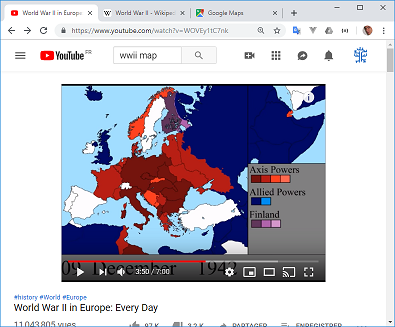 World War II in Europe: E
World War II - Wikipe
Google Maps
https://www.youtube.com/watch?v=WOVEy1tC7nk
YouTube FR
wwii map
Axis Powers
Allied Powers
Finland
09 December 1942
3:50 / 7:00
#history #World #Europe
World War II in Europe: Every Day
11 043 805 vues
97 K
3,2 K
PARTAGER
ENREGISTRER